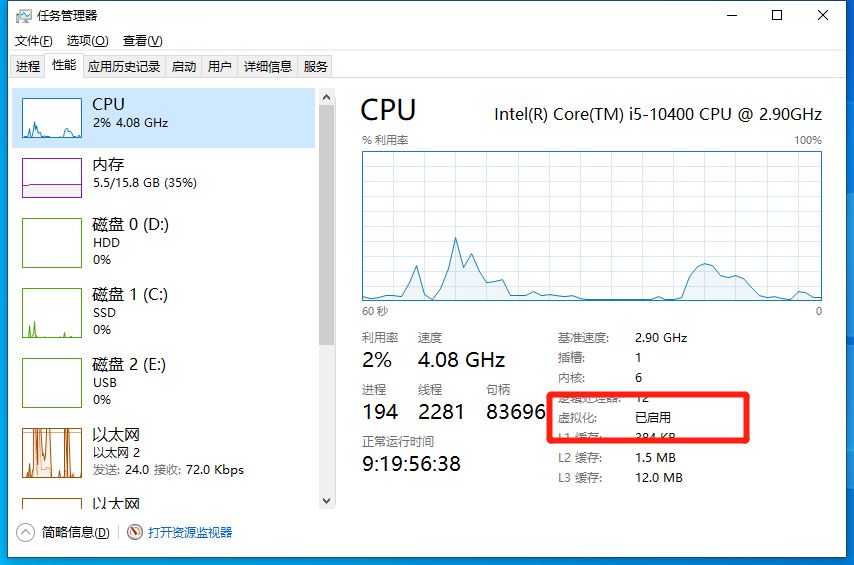 任务管理器
文件(F) 选项(O) 查看(V)
进程 性能 应用历史记录 启动 用户 详细信息 服务
CPU
2% 4.08 GHz
内存
5.5/15.8 GB (35%)
磁盘 0 (D:)
HDD
0%
磁盘 1 (C:)
SSD
0%
磁盘 2 (E:)
USB
0%
以太网
以太网 2
发送: 24.0 接收: 72.0 Kbps
以太网
CPU
Intel(R) Core(TM) i5-10400 CPU @ 2.90GHz
% 利用率 100%
60 秒 0
利用率 速度
2% 4.08 GHz
进程 线程 句柄
194 2281 83696
正常运行时间
9:19:56:38
基准速度: 2.90 GHz
插槽: 1
内核: 6
逻辑处理器: 12
虚拟化: 已启用
L1 缓存: 384 KB
L2 缓存: 1.5 MB
L3 缓存: 12.0 MB
简略信息(D) 打开资源监视器